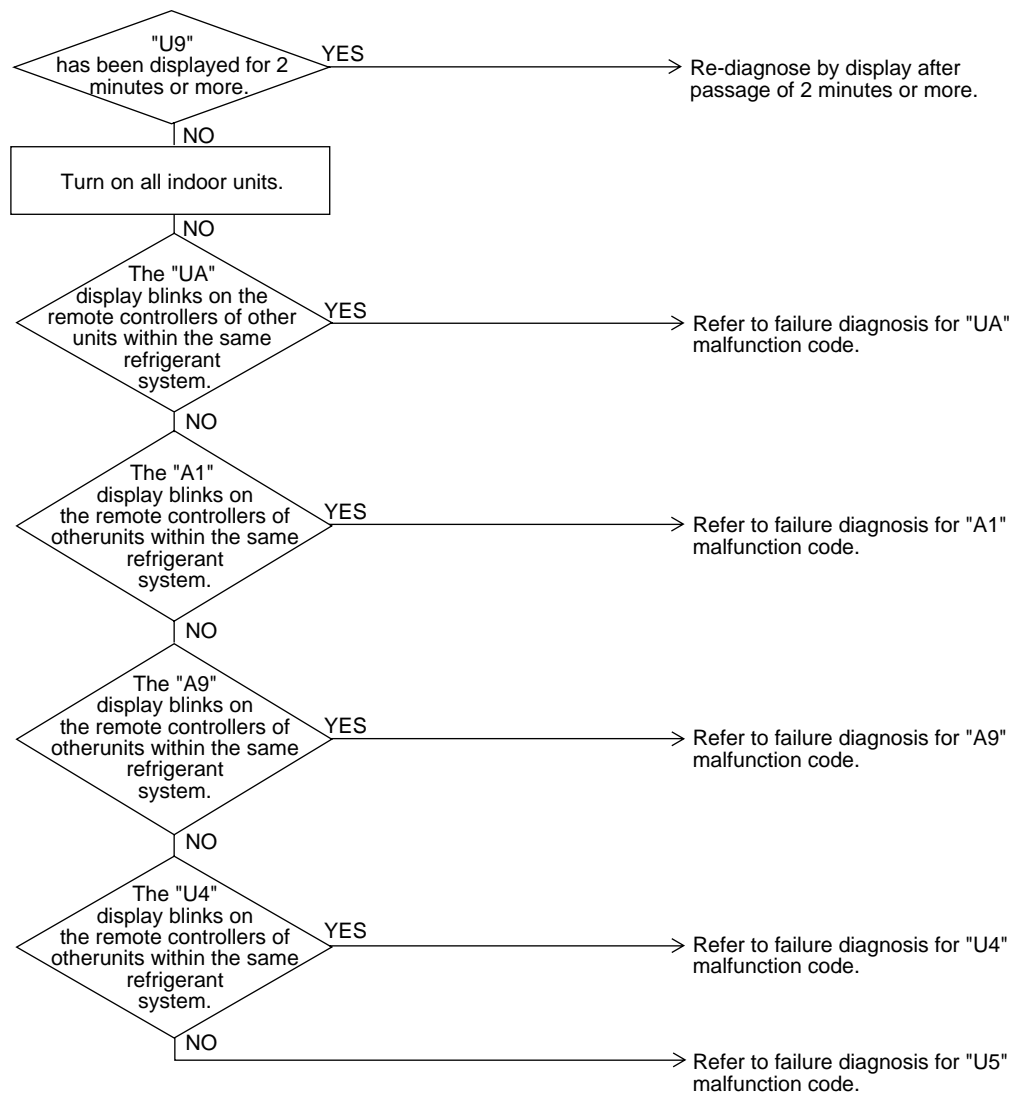 "U9"
has been displayed for 2
minutes or more.
YES
Re-diagnose by display after
passage of 2 minutes or more.
NO
Turn on all indoor units.
NO
The "UA"
display blinks on the
remote controllers of other
units within the same
refrigerant
system.
YES
Refer to failure diagnosis for "UA"
malfunction code.
NO
The "A1"
display blinks on
the remote controllers of
otherunits within the same
refrigerant
system.
YES
Refer to failure diagnosis for "A1"
malfunction code.
NO
The "A9"
display blinks on
the remote controllers of
otherunits within the same
refrigerant
system.
YES
Refer to failure diagnosis for "A9"
malfunction code.
NO
The "U4"
display blinks on
the remote controllers of
otherunits within the same
refrigerant
system.
YES
Refer to failure diagnosis for "U4"
malfunction code.
NO
Refer to failure diagnosis for "U5"
malfunction code.